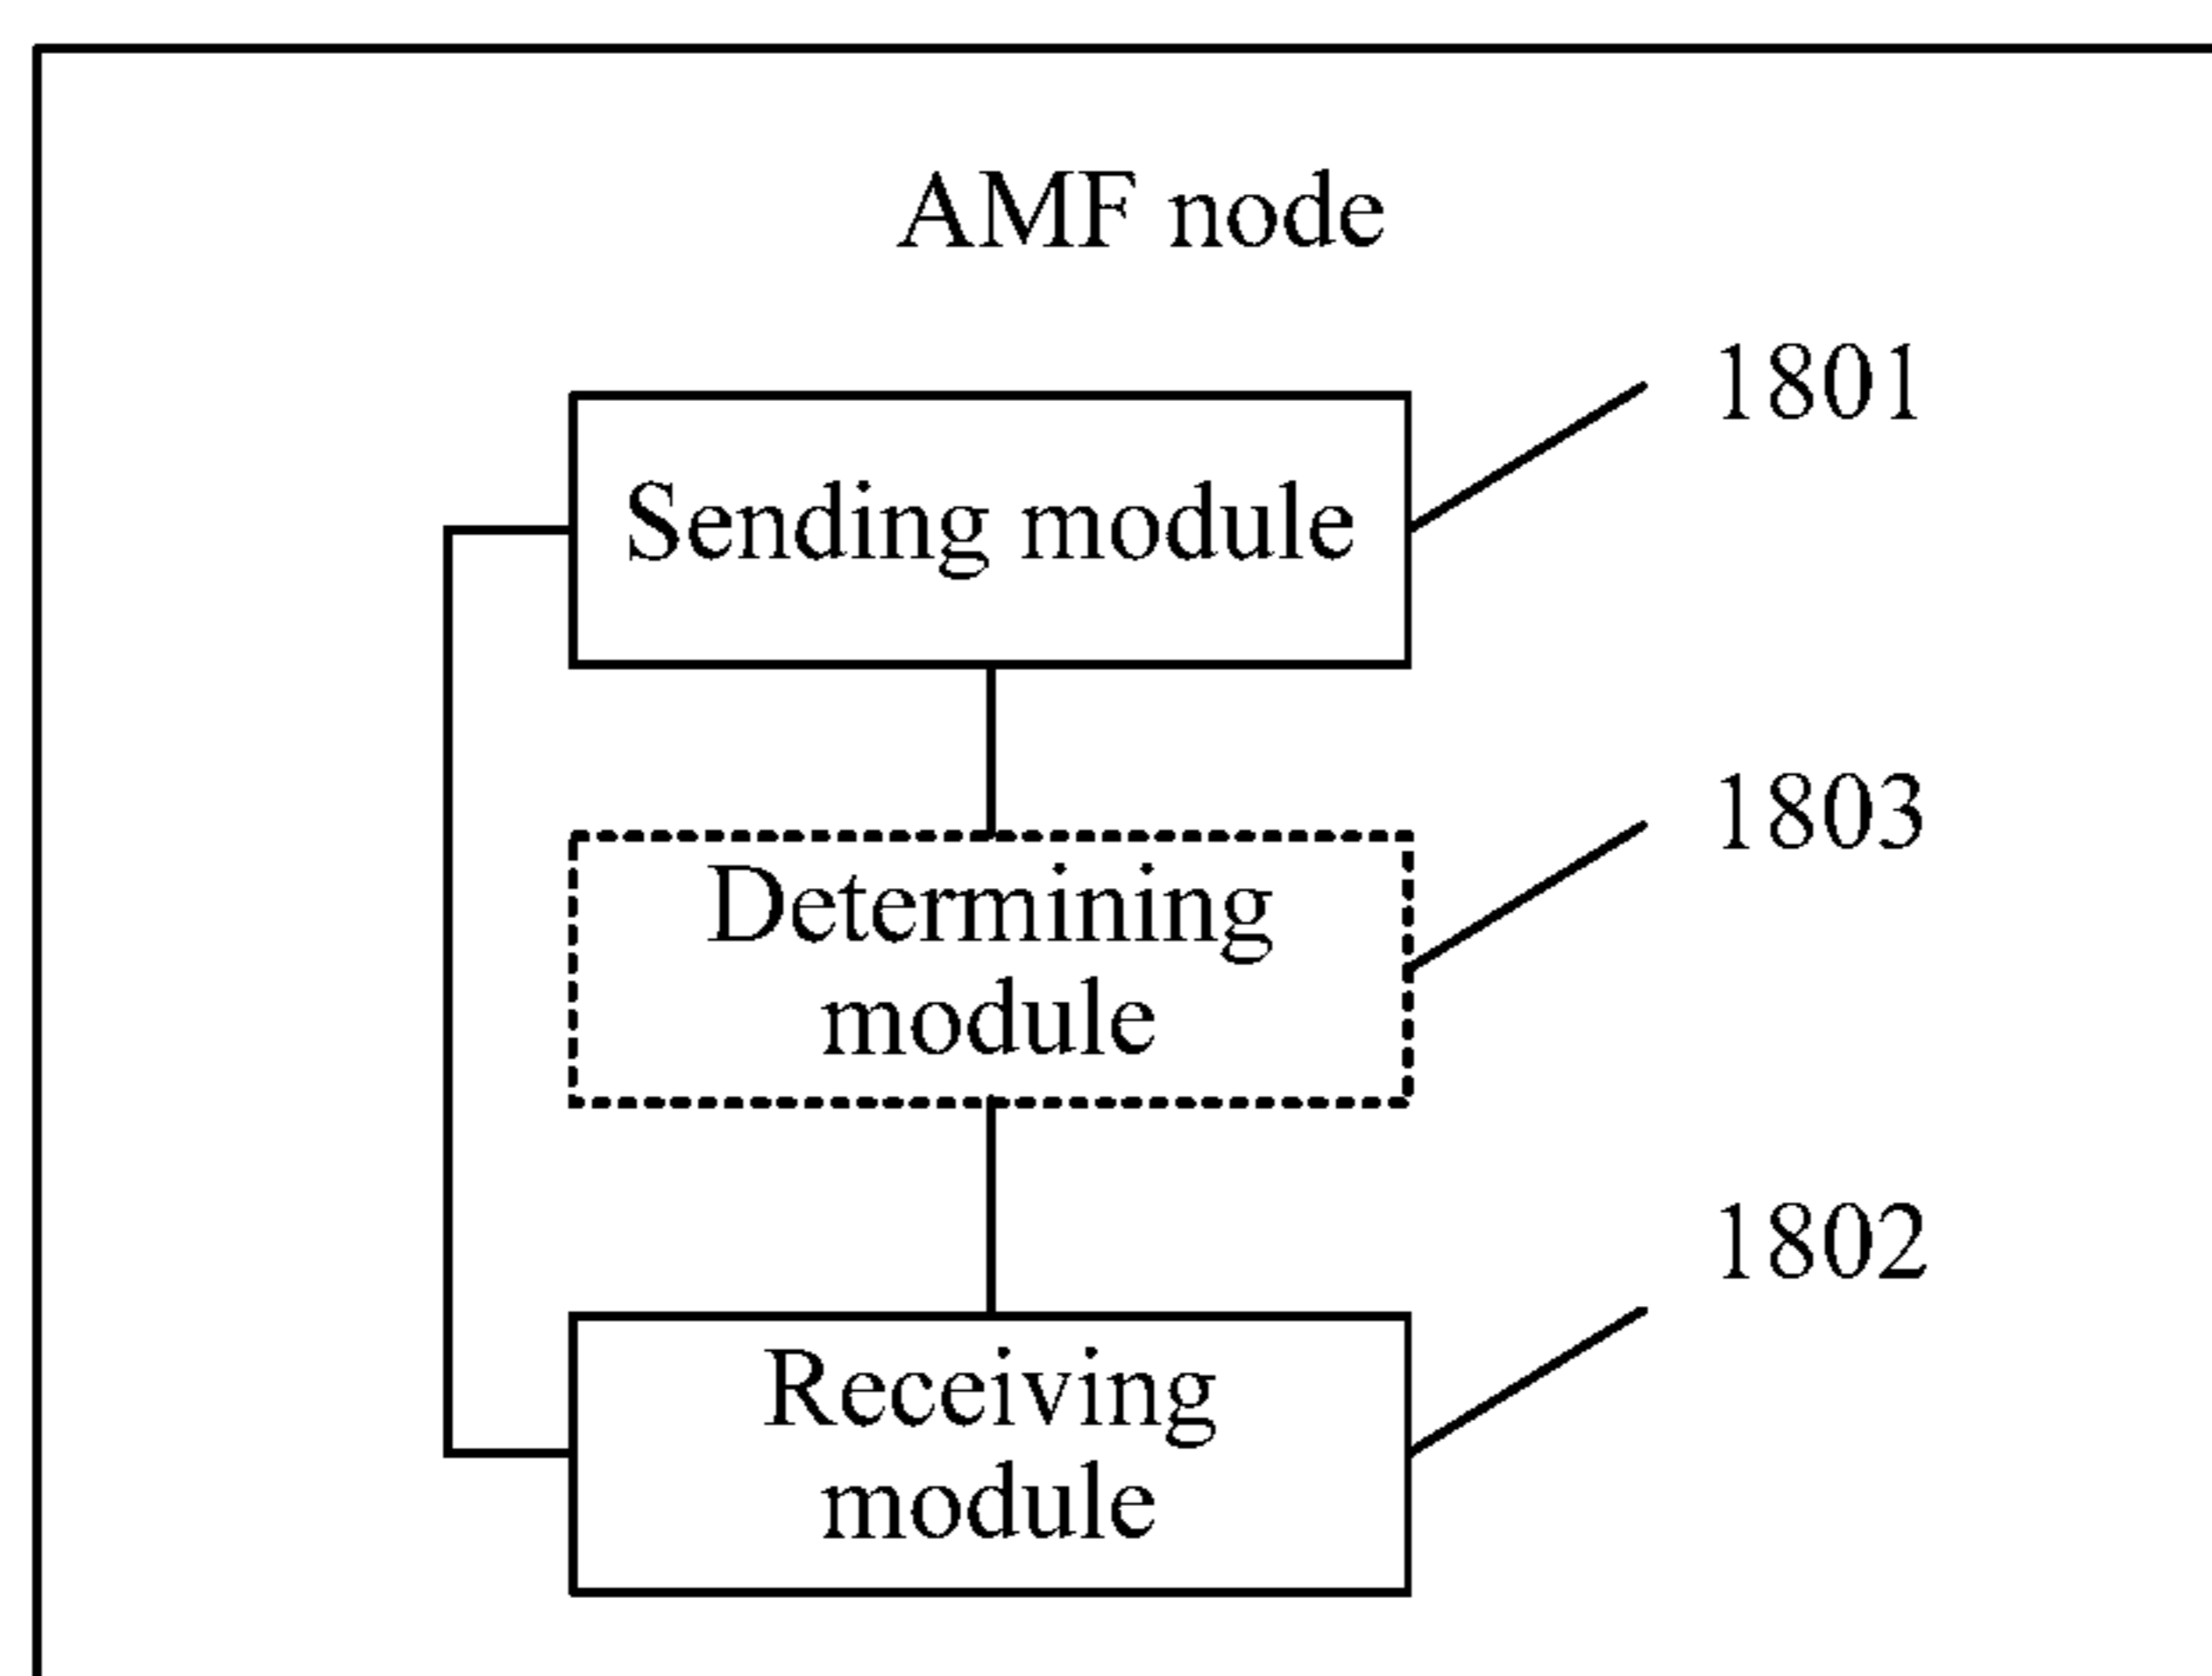 AMF node
1801
Sending module
1803
Determining
module
1802
Receiving
module